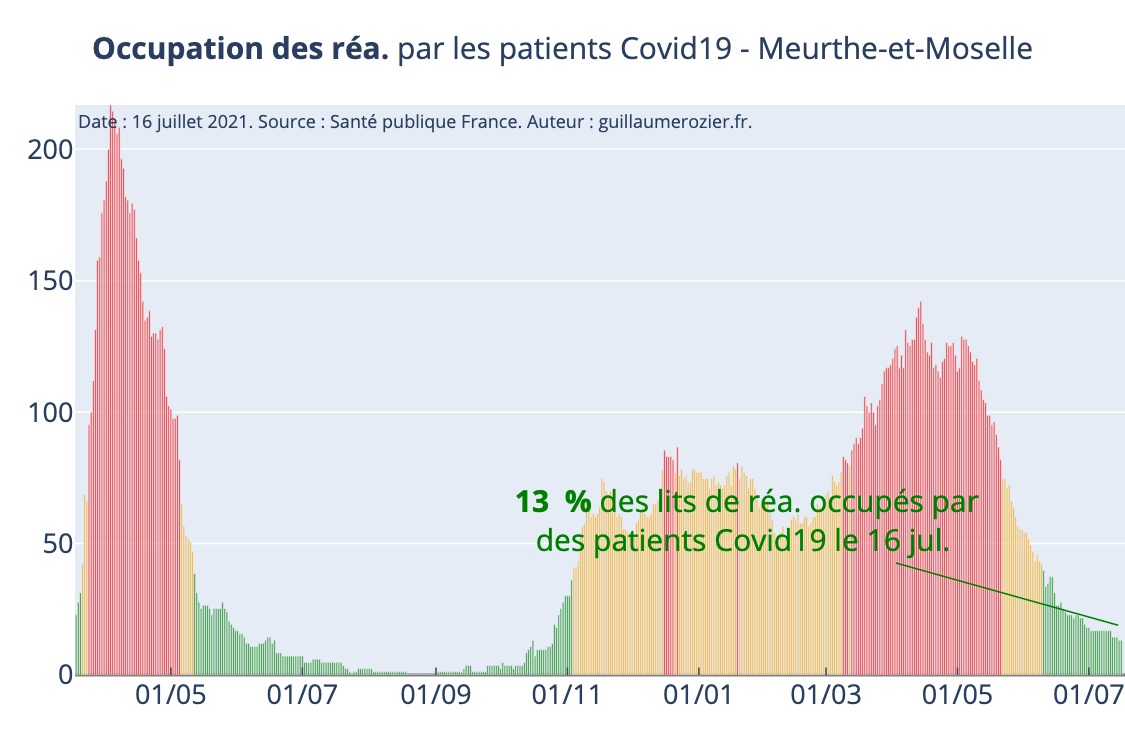 Occupation des réa. par les patients Covid19 - Meurthe-et-Moselle
Date : 16 juillet 2021. Source : Santé publique France. Auteur : guillaumerozier.fr.
200
150
100
13 % des lits de réa. occupés par
des patients Covid19 le 16 jul.
50
0
01/05 01/07 01/09 01/11 01/01 01/03 01/05 01/07